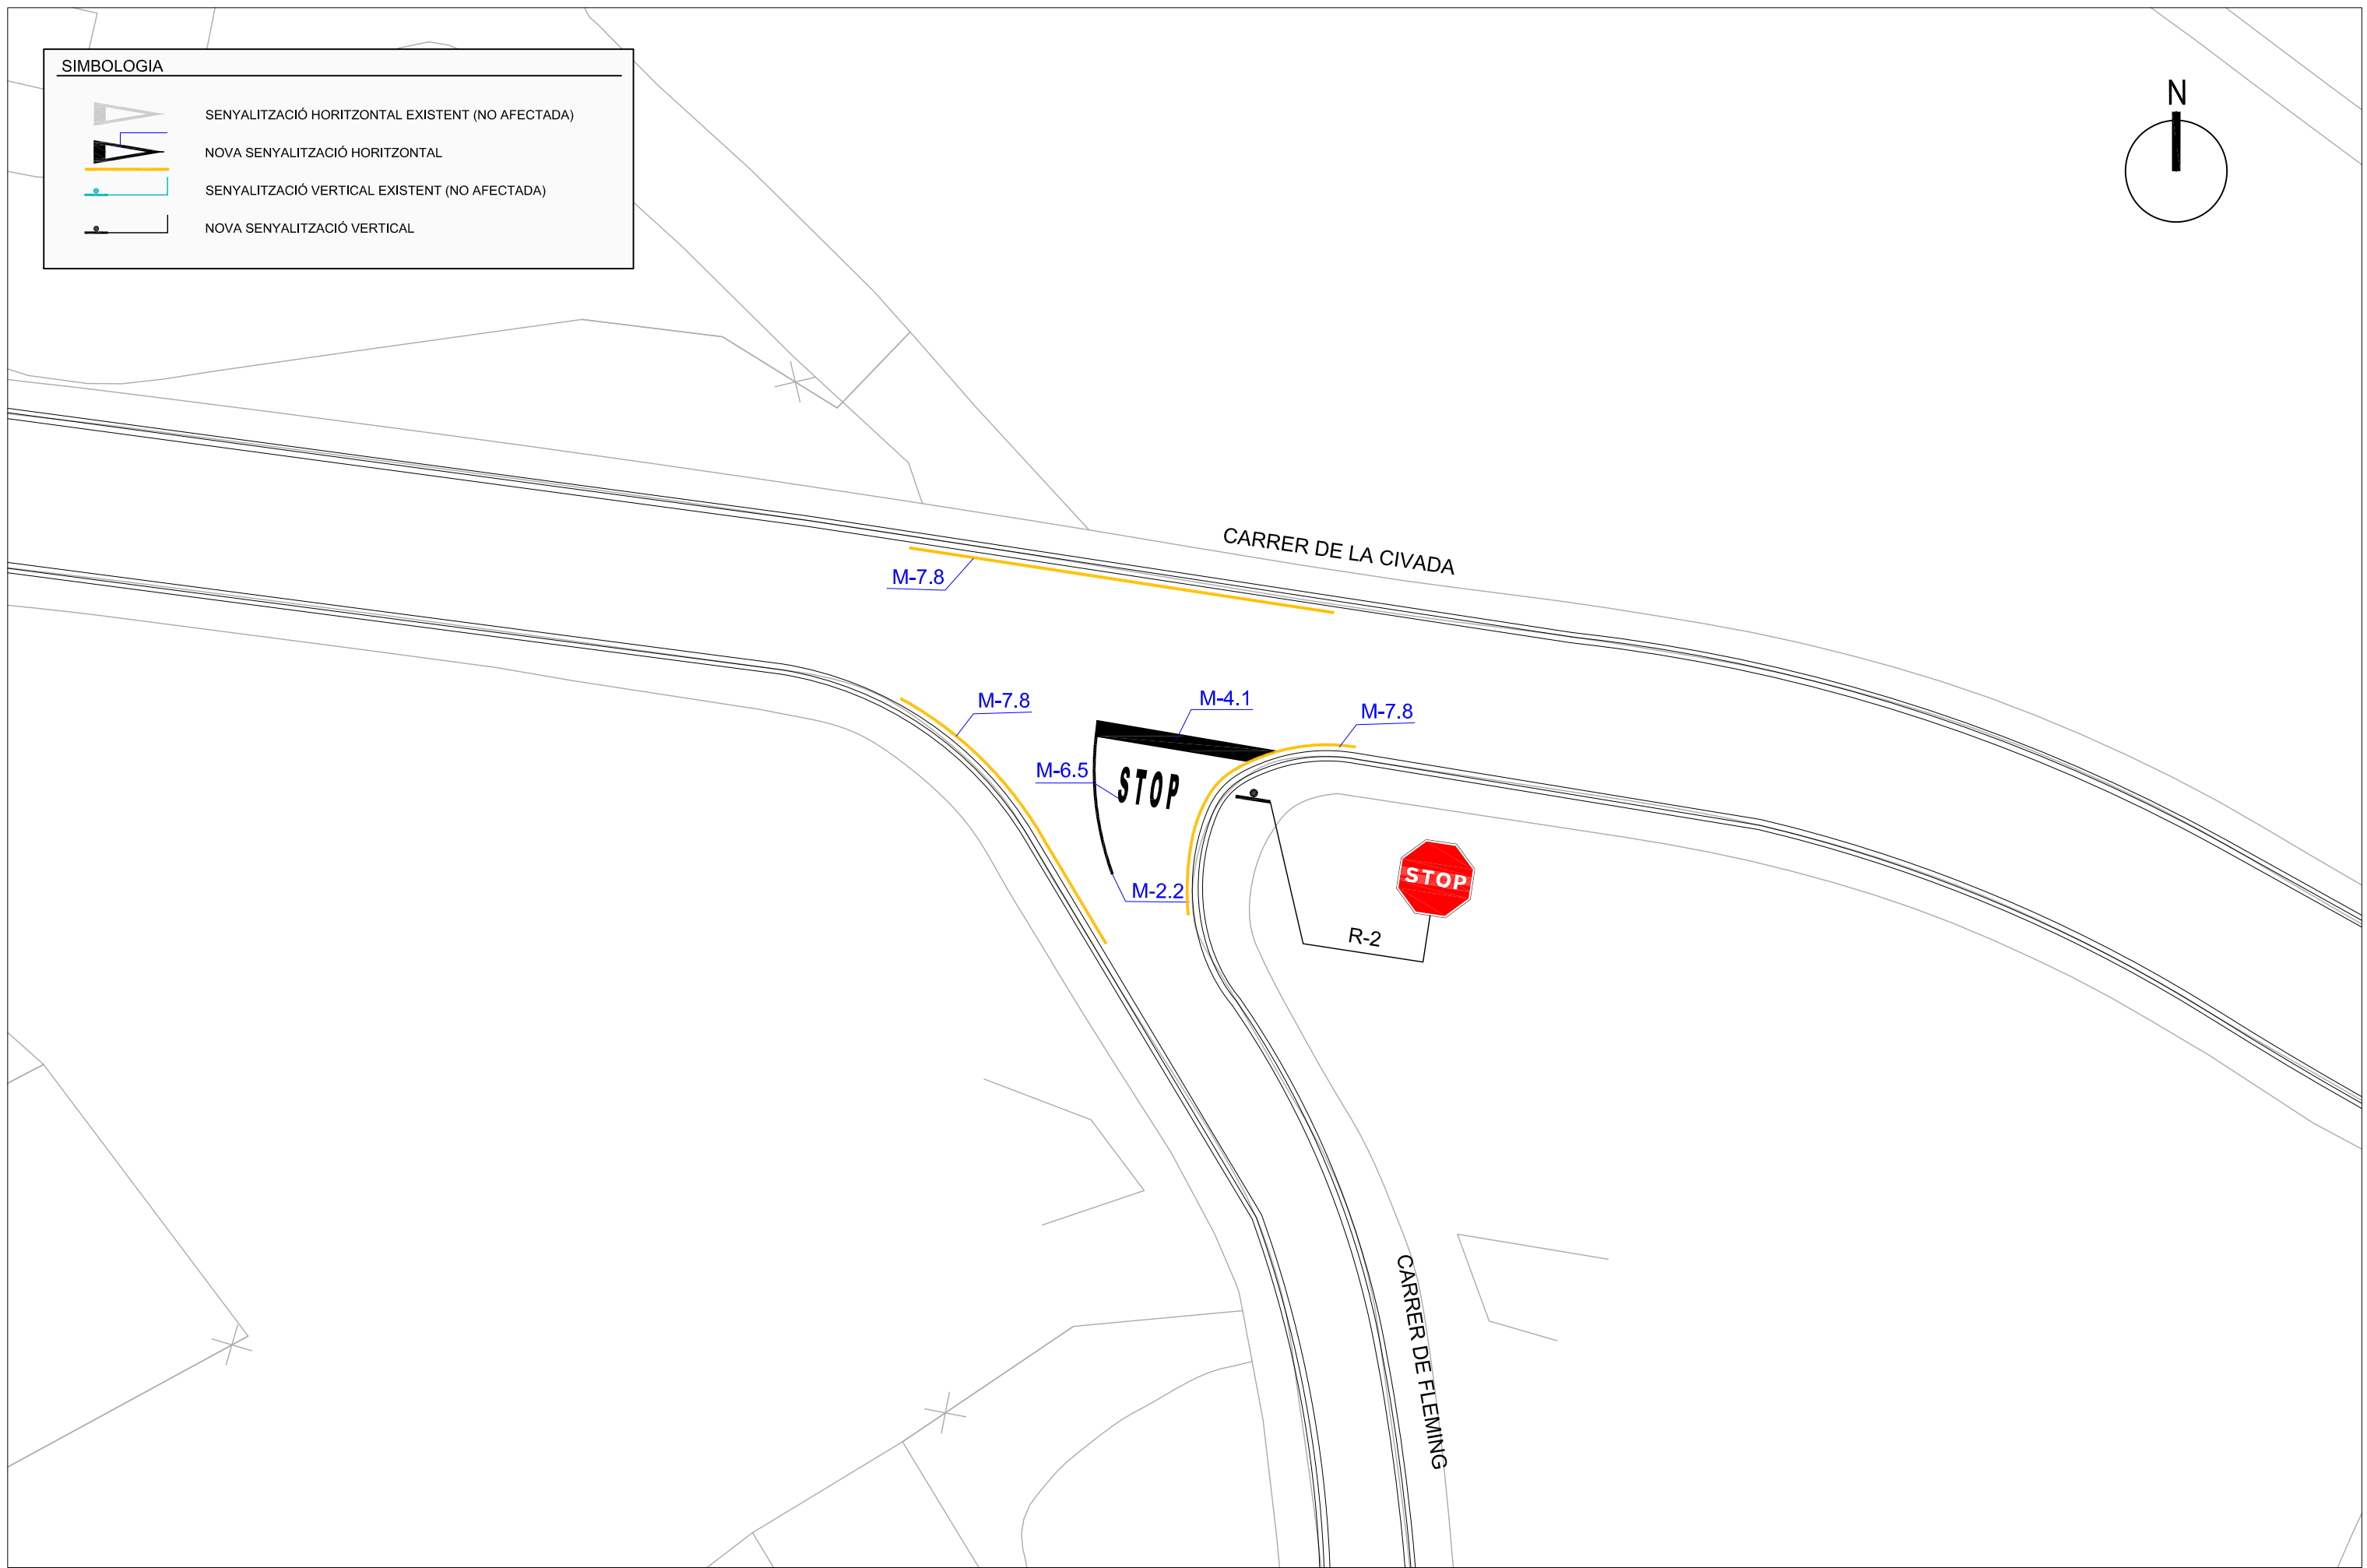 SIMBOLOGIA
SENYALITZACIÓ HORITZONTAL EXISTENT (NO AFECTADA)
NOVA SENYALITZACIÓ HORITZONTAL
SENYALITZACIÓ VERTICAL EXISTENT (NO AFECTADA)
NOVA SENYALITZACIÓ VERTICAL
N
CARRER DE LA CIVADA
M-7.8
M-7.8
M-4.1
M-7.8
M-6.5
STOP
M-2.2
STOP
R-2
CARRER DE FLEMING